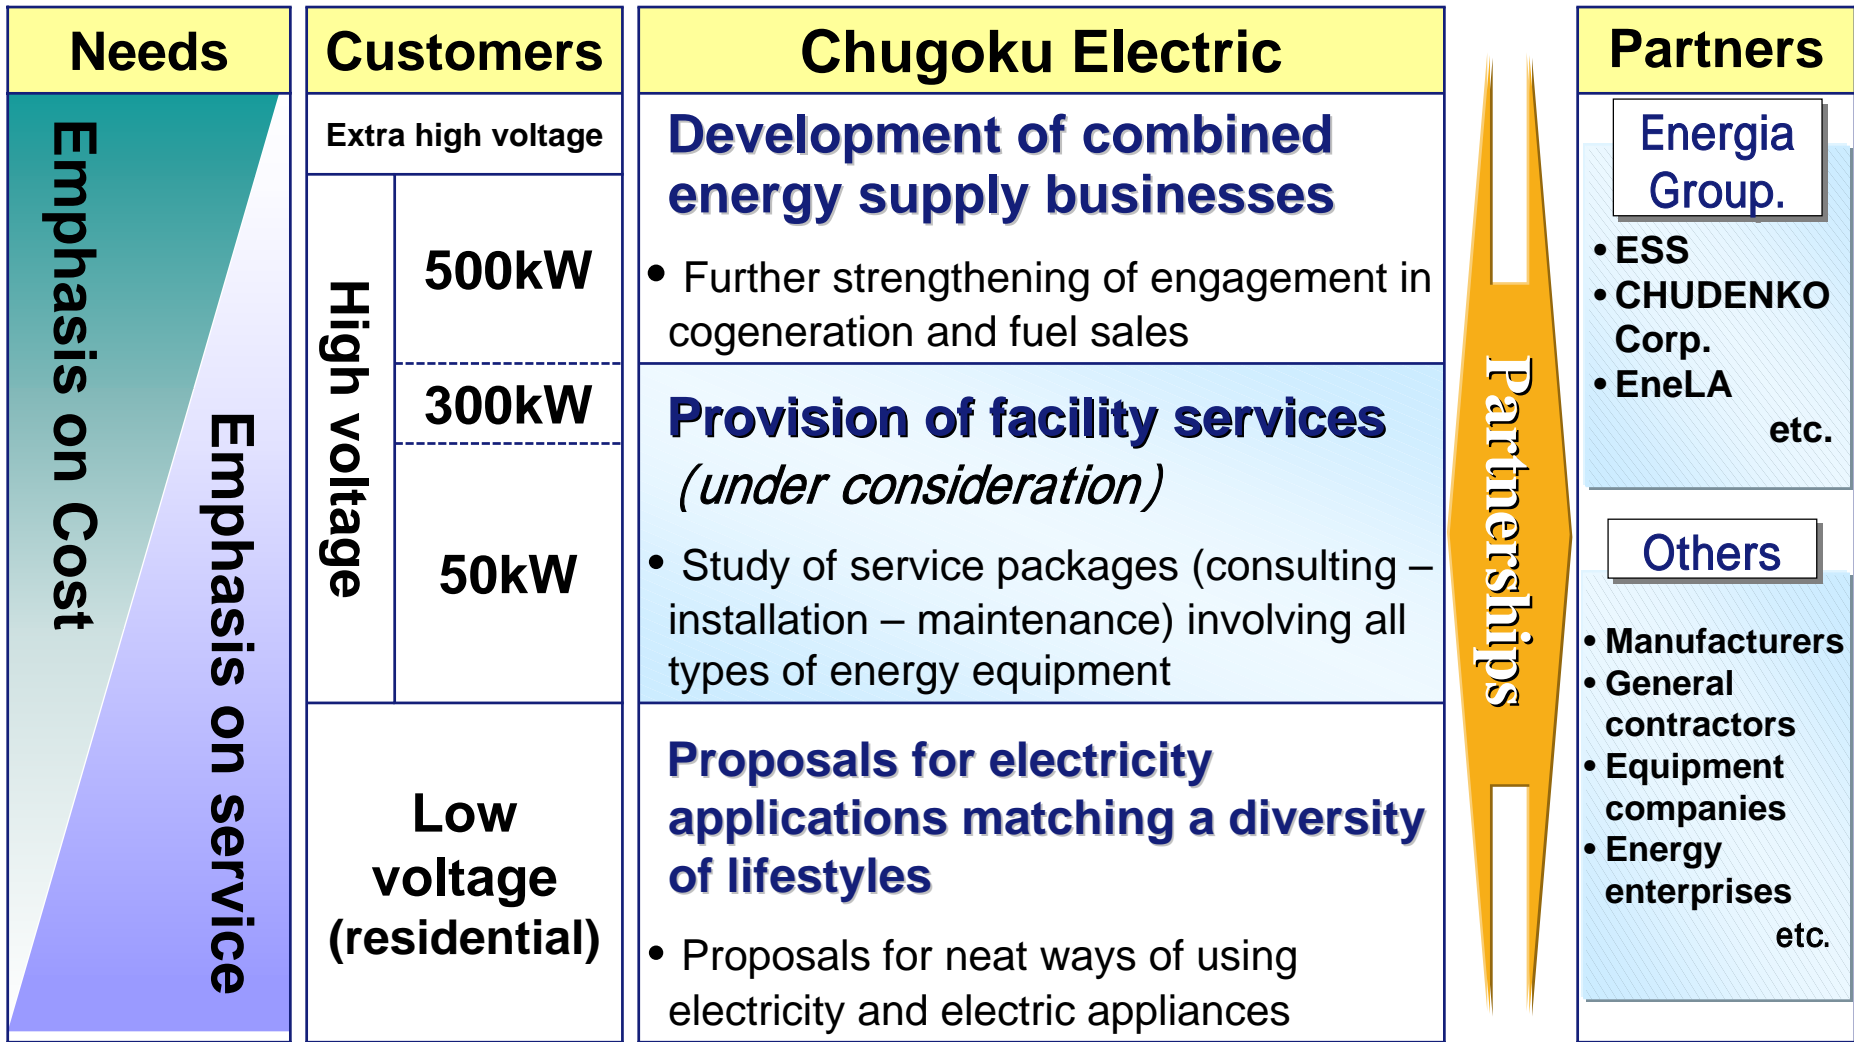 Needs
Emphasis on Cost
Emphasis on service
Customers
Extra high voltage
High voltage
500kW
300kW
50kW
Low
voltage
(residential)
Chugoku Electric
Development of combined
energy supply businesses
• Further strengthening of engagement in
cogeneration and fuel sales
Provision of facility services
(under consideration)
• Study of service packages (consulting –
installation – maintenance) involving all
types of energy equipment
Proposals for electricity
applications matching a diversity
of lifestyles
• Proposals for neat ways of using
electricity and electric appliances
Partnerships
Partners
Energia
Group.
• ESS
• CHUDENKO
Corp.
• EneLA
etc.
Others
• Manufacturers
• General
contractors
• Equipment
companies
• Energy
enterprises
etc.